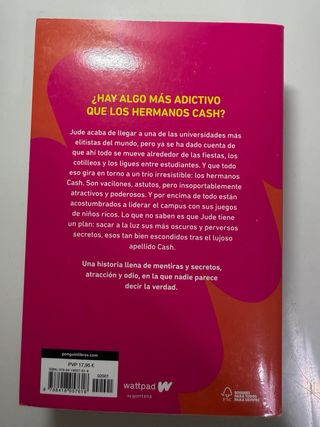 ¿HAY ALGO MÁS ADICTIVO
QUE LOS HERMANOS CASH?
Jude acaba de llegar a una de las universidades más
elitistas del mundo, pero ya se ha dado cuenta de
que ahí todo se mueve alrededor de las fiestas, los
cotilleos y los ligues entre estudiantes. Y que todo
eso gira en torno a un trío irresistible: los hermanos
Cash. Son vacilones, astutos, pero insoportablemente
atractivos y poderosos. Y por encima de todo están
acostumbrados a liderar el campus con sus juegos
de niños ricos. Lo que no saben es que Jude tiene
un plan: sacar a la luz sus más oscuros y perversos
secretos, esos tan bien escondidos tras el lujoso
apellido Cash.
Una historia llena de mentiras y secretos,
atracción y odio, en la que nadie parece
decir la verdad.
penguinlibros.com
PVP 17,95 €
02001
wattpad
by Montena
FSC